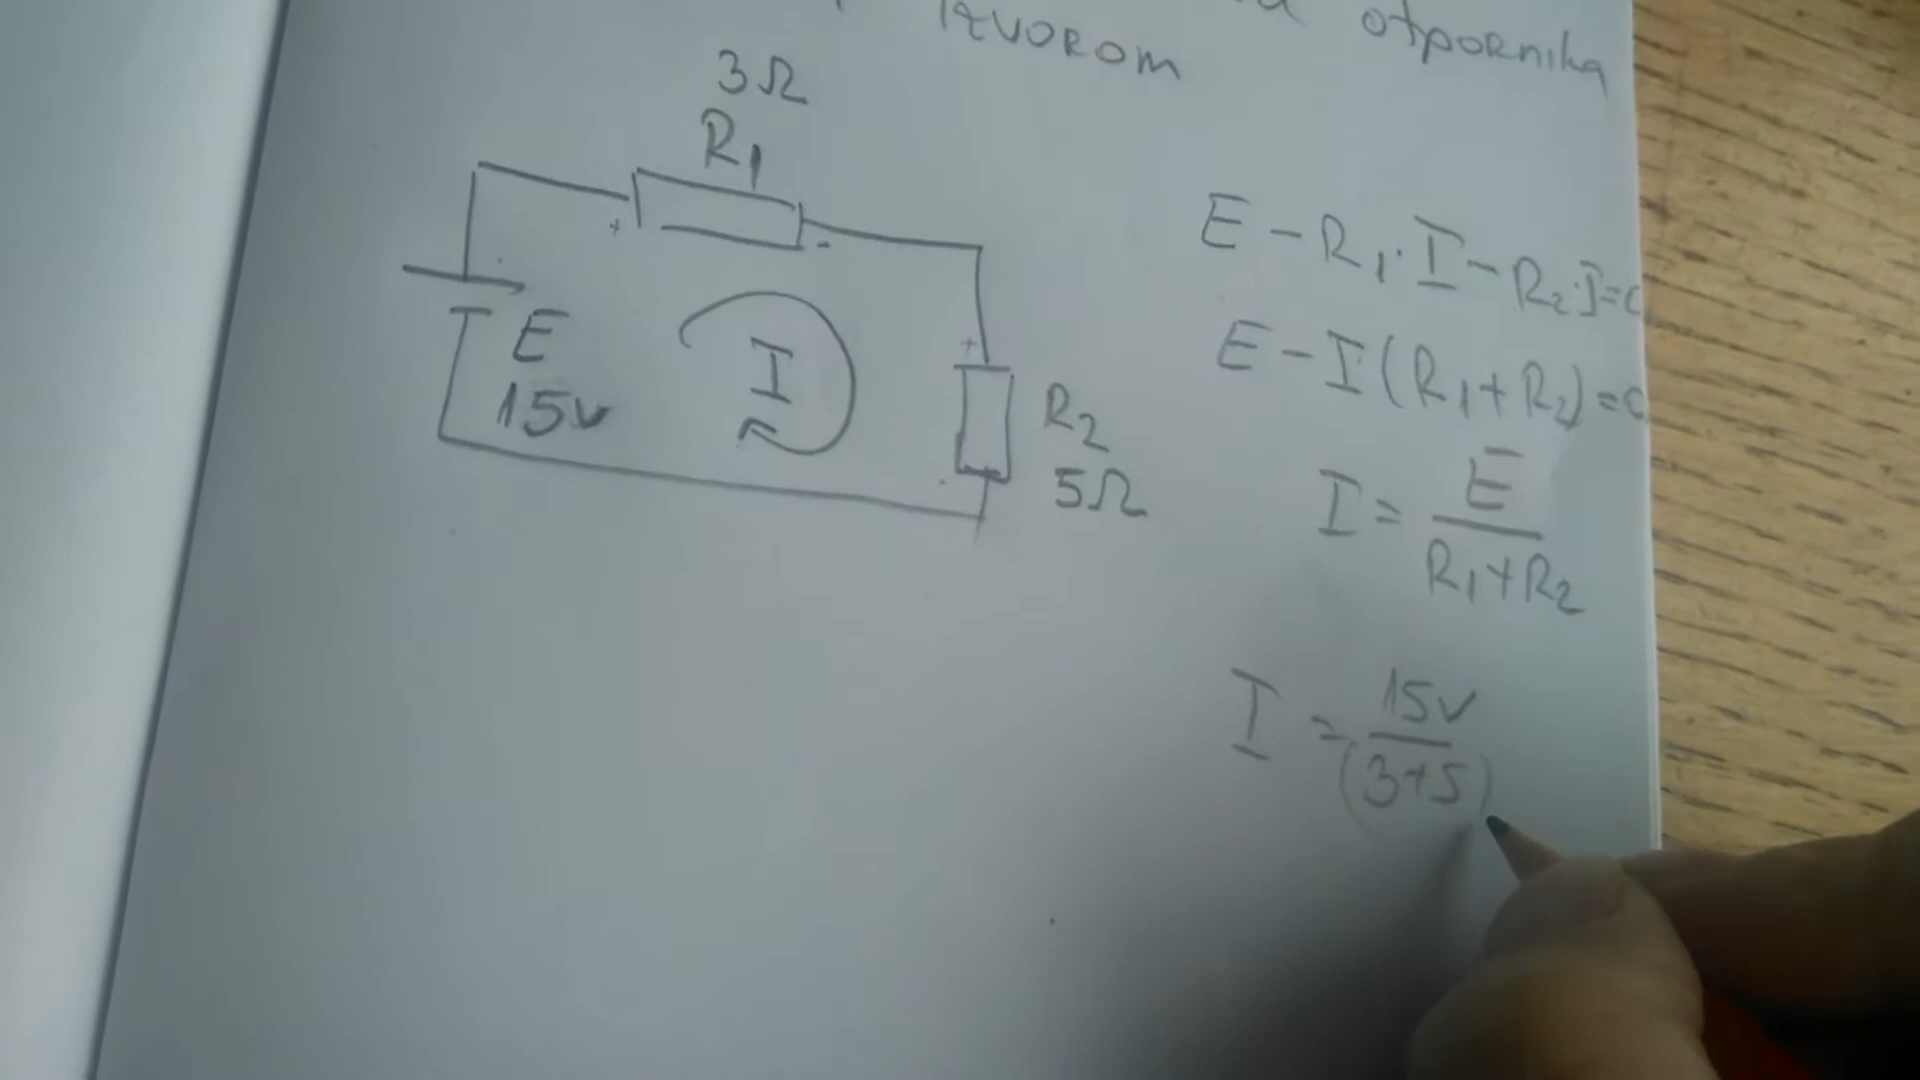 izvorom
otpornika
3Ω
R1
+ -
E
15v
I
+
R2
5Ω
E - R1·I - R2·I=0
E - I(R1+R2)=0
I = E
R1+R2
I = 15v
(3+5)